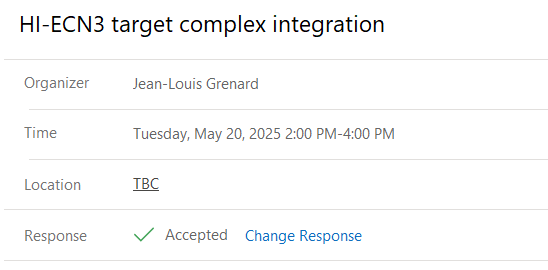 HI-ECN3 target complex integration
Organizer Jean-Louis Grenard
Time Tuesday, May 20, 2025 2:00 PM-4:00 PM
Location TBC
Response Accepted Change Response